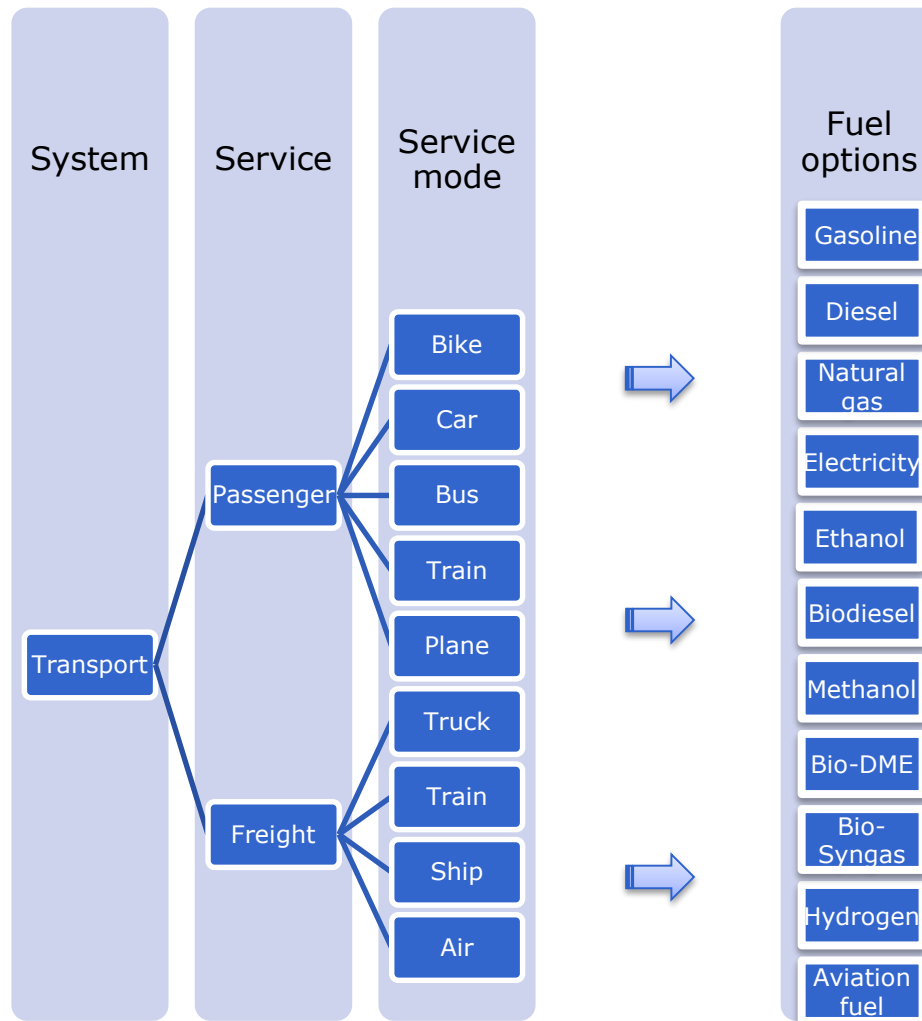 System
Service
Service
mode
Fuel
options
Transport
Passenger
Freight
Bike
Car
Bus
Train
Plane
Truck
Train
Ship
Air
Gasoline
Diesel
Natural
gas
Electricity
Ethanol
Biodiesel
Methanol
Bio-DME
Bio-
Syngas
Hydrogen
Aviation
fuel